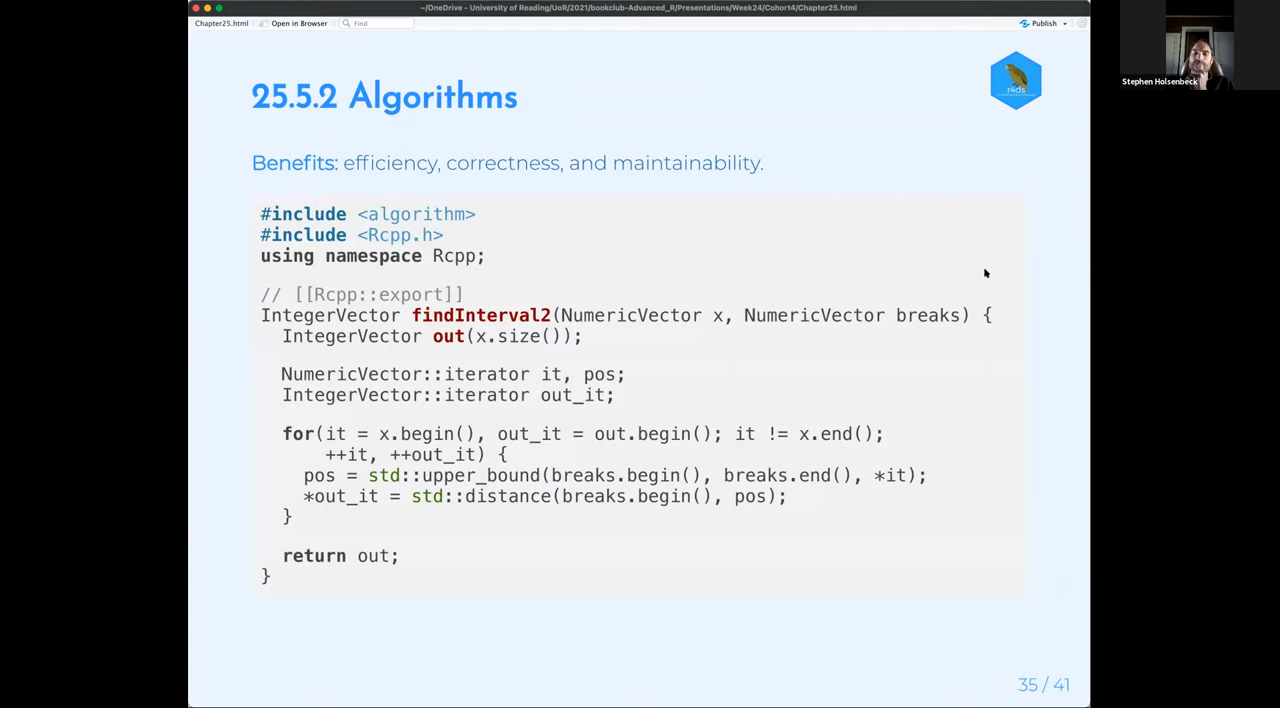 ~/OneDrive - University of Reading/UoR/2021/bookclub-Advanced_R/Presentations/Week24/Cohort4/Chapter25.html
Chapter25.html Open in Browser Find Publish
Stephen Holsenbeck
25.5.2 Algorithms
r4ds
Benefits: efficiency, correctness, and maintainability.
#include <algorithm>
#include <Rcpp.h>
using namespace Rcpp;
// [[Rcpp::export]]
IntegerVector findInterval2(NumericVector x, NumericVector breaks) {
  IntegerVector out(x.size());
  NumericVector::iterator it, pos;
  IntegerVector::iterator out_it;
  for(it = x.begin(), out_it = out.begin(); it != x.end();
      ++it, ++out_it) {
    pos = std::upper_bound(breaks.begin(), breaks.end(), *it);
    *out_it = std::distance(breaks.begin(), pos);
  }
  return out;
}
35 / 41